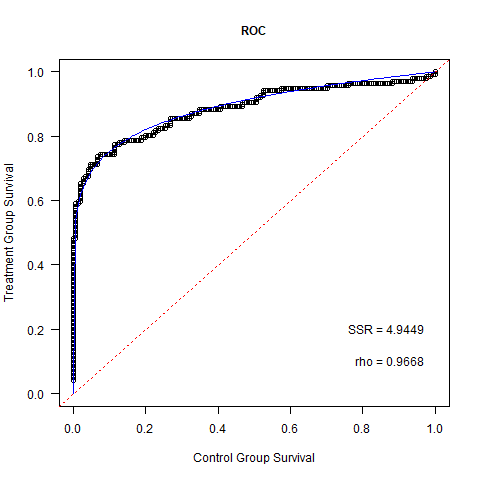 ROC
1.0
0.8
0.6
0.4
0.2
0.0
Treatment Group Survival
SSR = 4.9449
rho = 0.9668
0.0 0.2 0.4 0.6 0.8 1.0
Control Group Survival